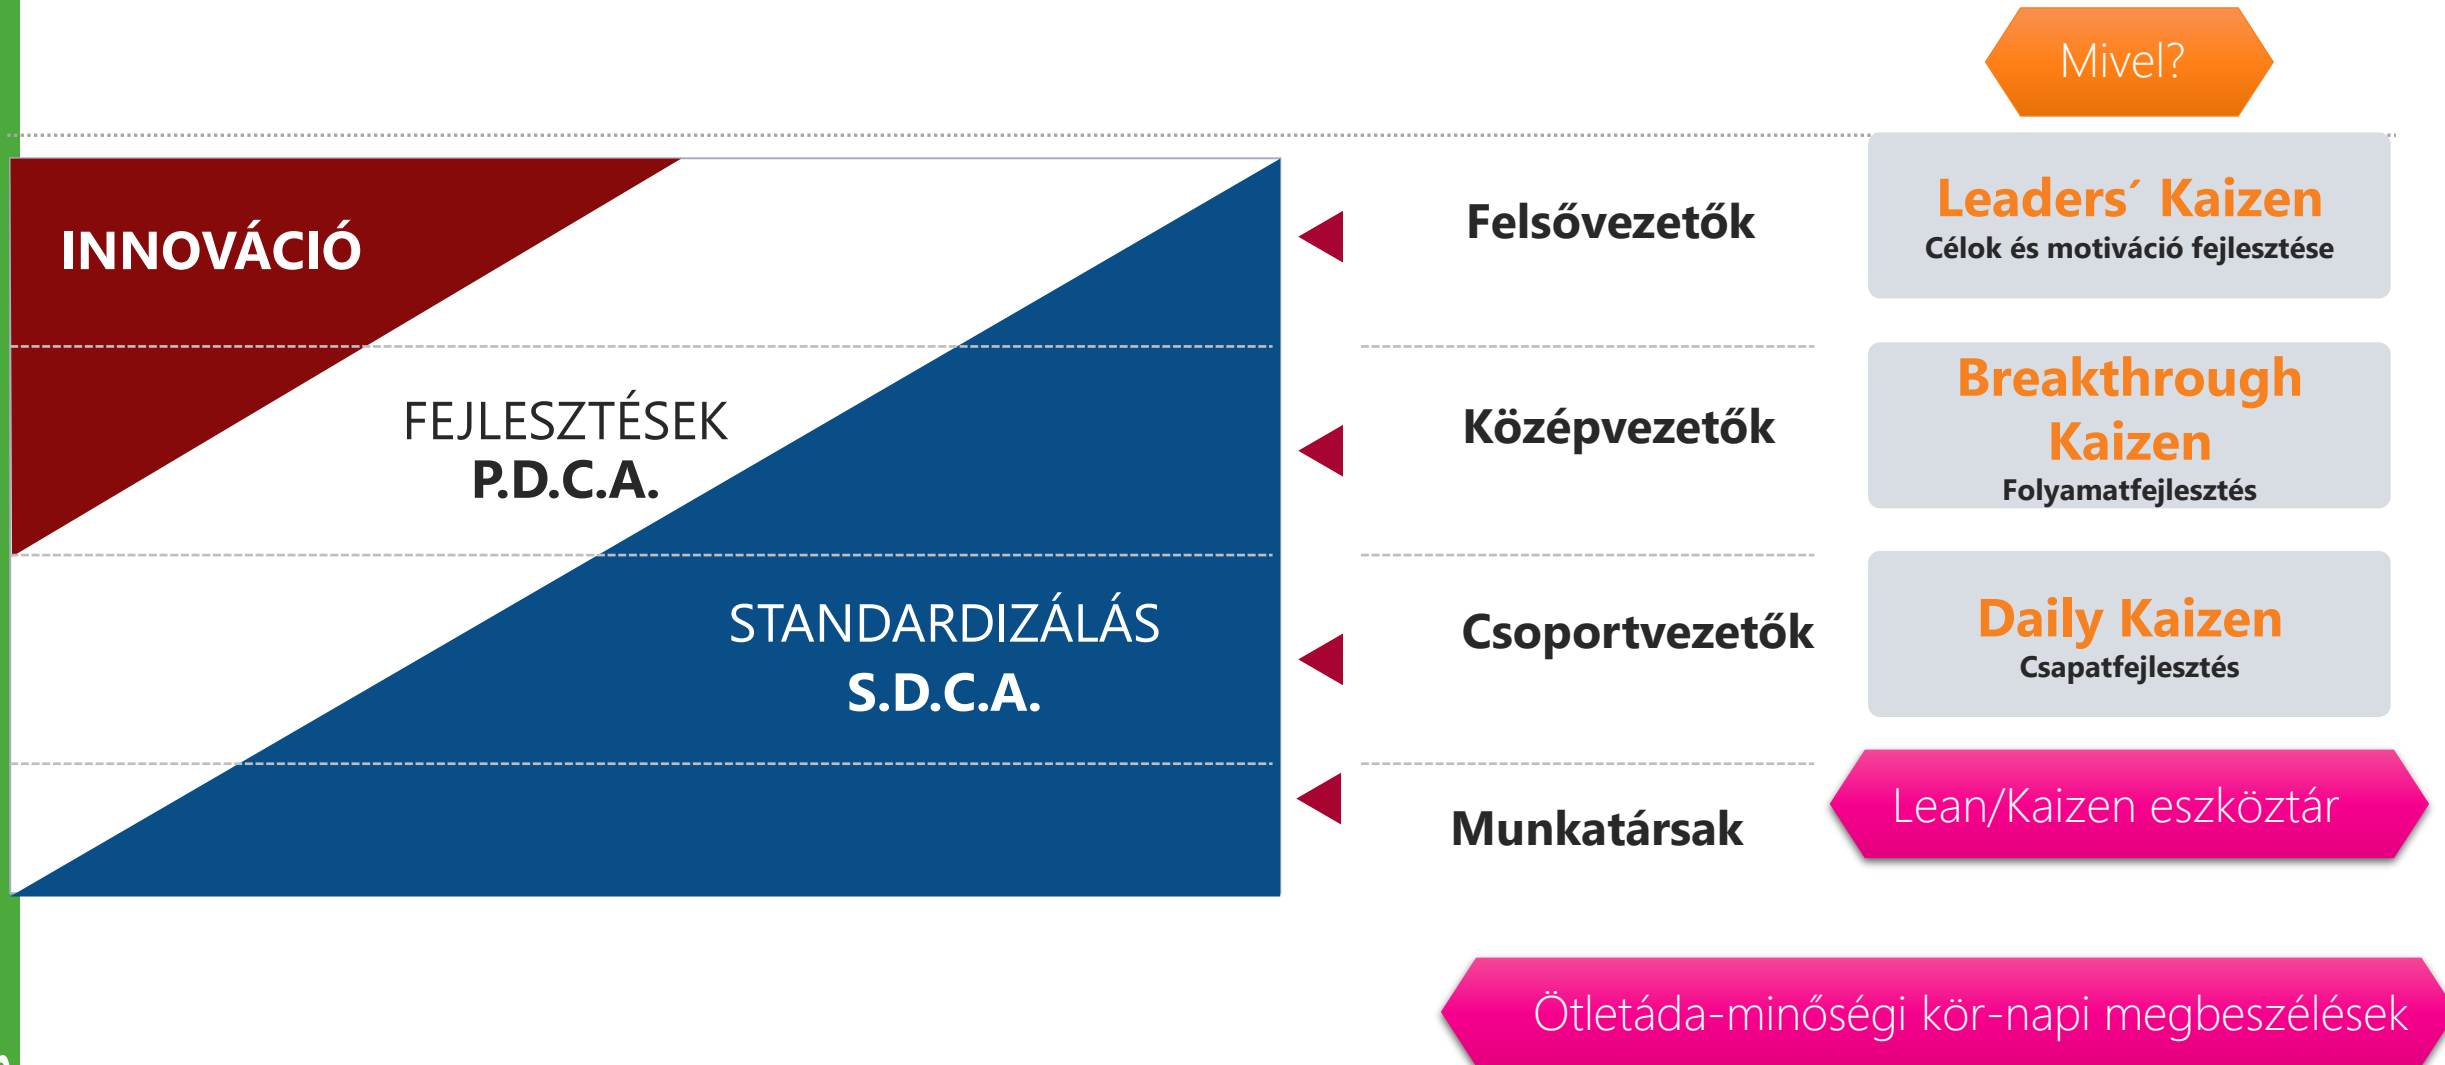 Mivel?
INNOVÁCIÓ
Felsővezetők
Leaders´ Kaizen
Célok és motiváció fejlesztése
FEJLESZTÉSEK
P.D.C.A.
Középvezetők
Breakthrough
Kaizen
Folyamatfejlesztés
STANDARDIZÁLÁS
S.D.C.A.
Csoportvezetők
Daily Kaizen
Csapatfejlesztés
Munkatársak
Lean/Kaizen eszköztár
Ötletáda-minőségi kör-napi megbeszélések